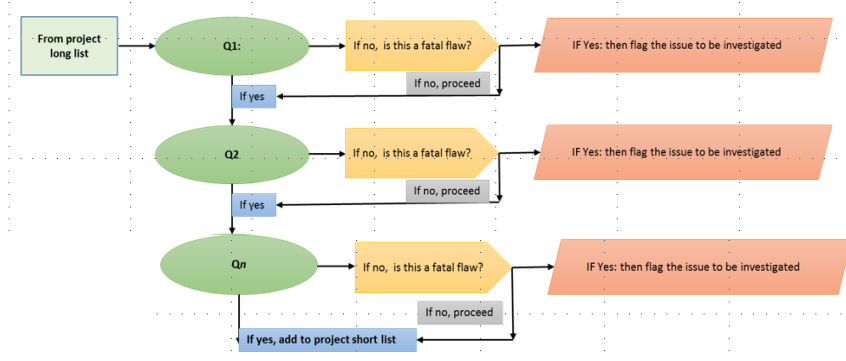 From project
long list
Q1:
If no,  is this a fatal flaw?
IF Yes: then flag the issue to be investigated
If no, proceed
If yes
Q2
If no,  is this a fatal flaw?
IF Yes: then flag the issue to be investigated
If no, proceed
If yes
Qn
If no,  is this a fatal flaw?
IF Yes: then flag the issue to be investigated
If no, proceed
If yes, add to project short list